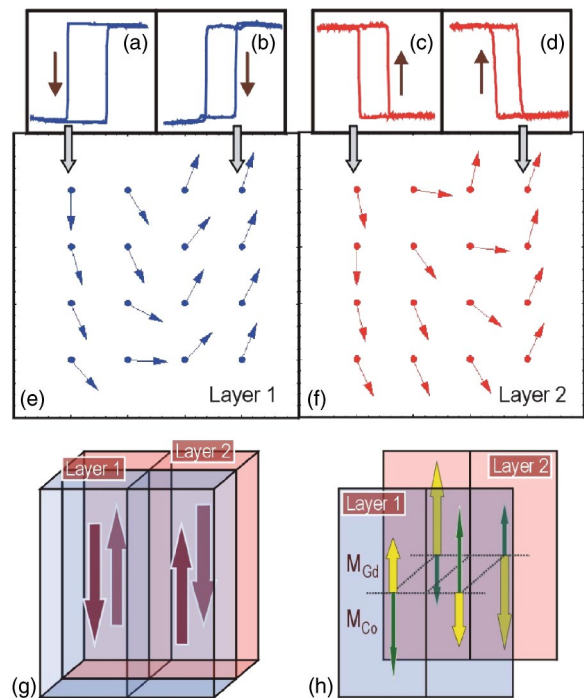 (a)
(b)
(c)
(d)
(e)
Layer 1
(f)
Layer 2
Layer 1
Layer 2
(g)
Layer 1
Layer 2
M_Gd
M_Co
(h)